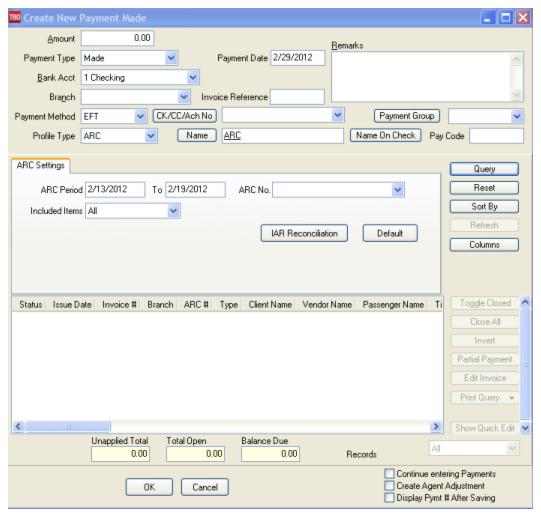 TBO Create New Payment Made
Amount 0.00
Remarks
Payment Type Made Payment Date 2/29/2012
Bank Acct 1 Checking
Branch Invoice Reference
Payment Method EFT CK/CC/Ach No Payment Group
Profile Type ARC Name ARC Name On Check Pay Code
ARC Settings
Query
ARC Period 2/13/2012 To 2/19/2012 ARC No.
Reset
Included Items All
Sort By
IAR Reconciliation Default
Refresh
Columns
Status Issue Date Invoice # Branch ARC # Type Client Name Vendor Name Passenger Name Ti
Toggle Closed
Close All
Invert
Partial Payment
Edit Invoice
Print Query
Show Quick Edit
Unapplied Total Total Open Balance Due
0.00 0.00 0.00 Records All
OK Cancel
Continue entering Payments
Create Agent Adjustment
Display Pymt # After Saving